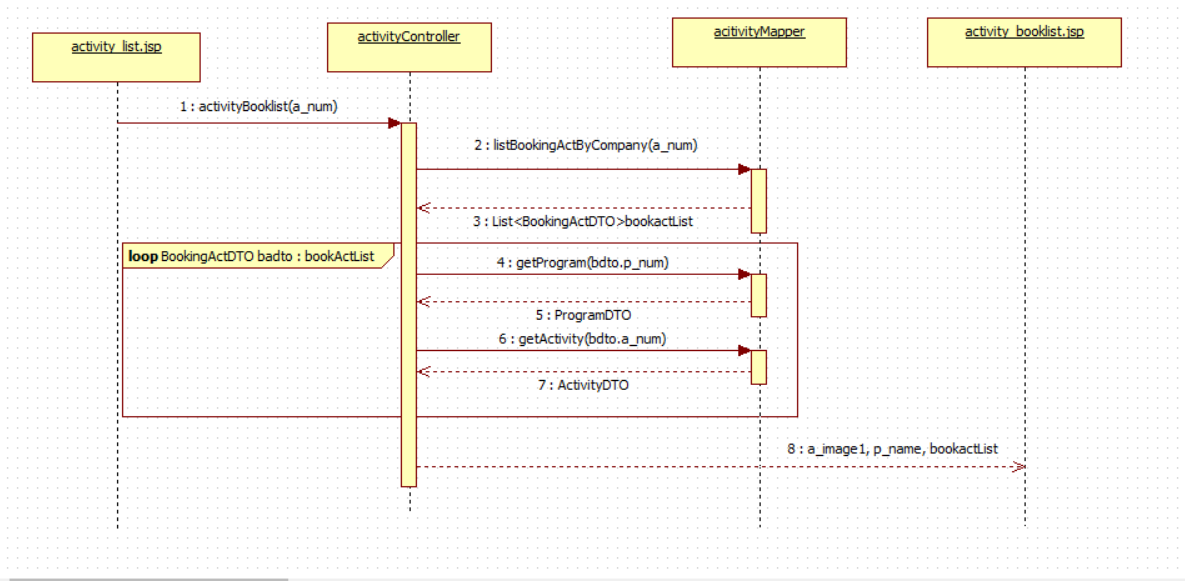 activity_list.jsp
activityController
acitivityMapper
activity_booklist.jsp
1 : activityBooklist(a_num)
2 : listBookingActByCompany(a_num)
3 : List<BookingActDTO>bookactList
loop BookingActDTO badto : bookActList
4 : getProgram(bdto.p_num)
5 : ProgramDTO
6 : getActivity(bdto.a_num)
7 : ActivityDTO
8 : a_image1, p_name, bookactList